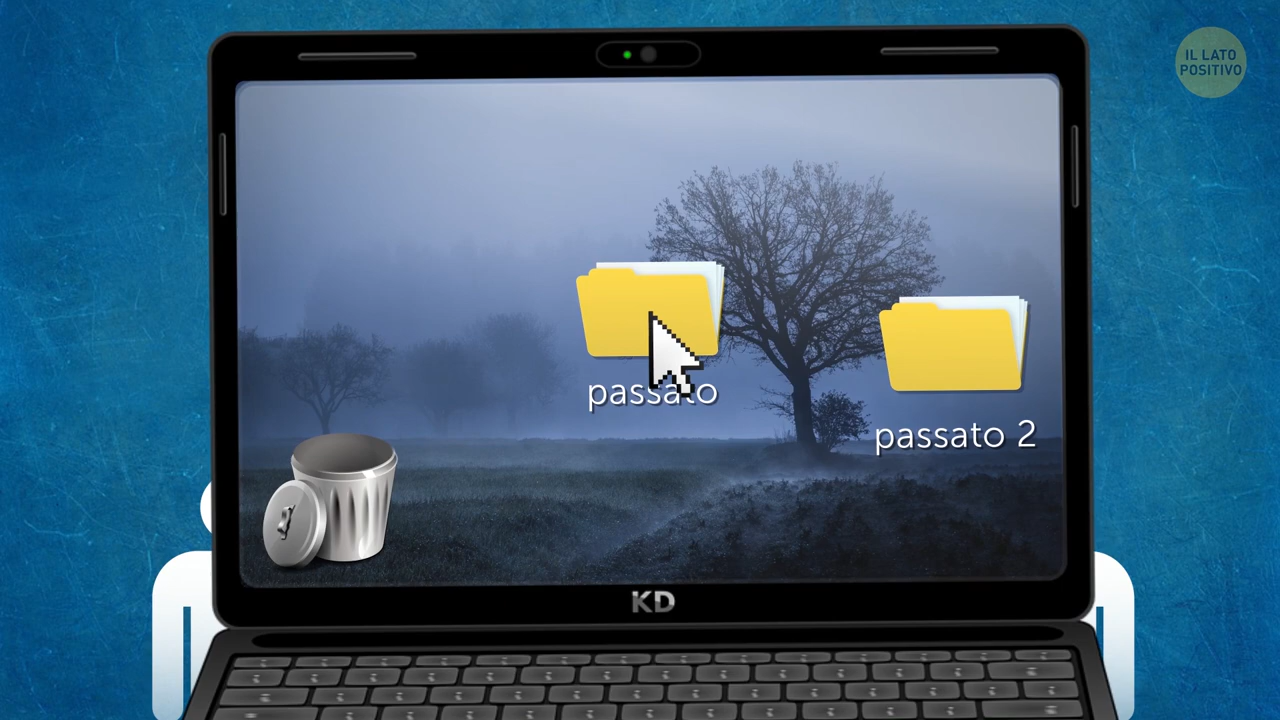 IL LATO
POSITIVO
passato
passato 2
KD